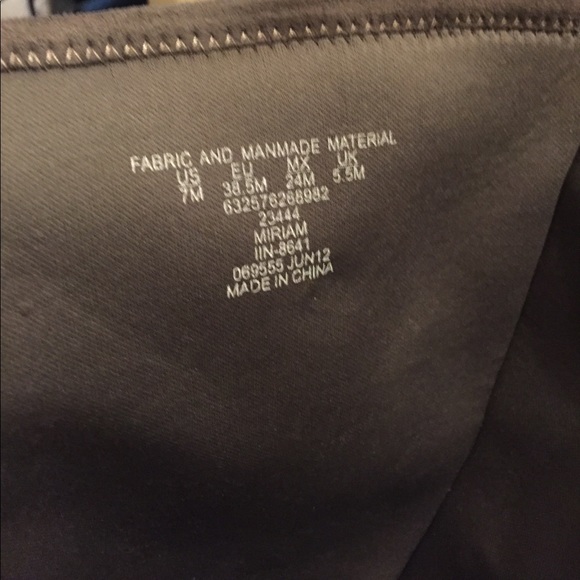 FABRIC AND MANMADE MATERIAL
US EU MX UK
7M 38.5M 24M 5.5M
632576288982
23444
MIRIAM
IIN-8641
069555 JUN12
MADE IN CHINA